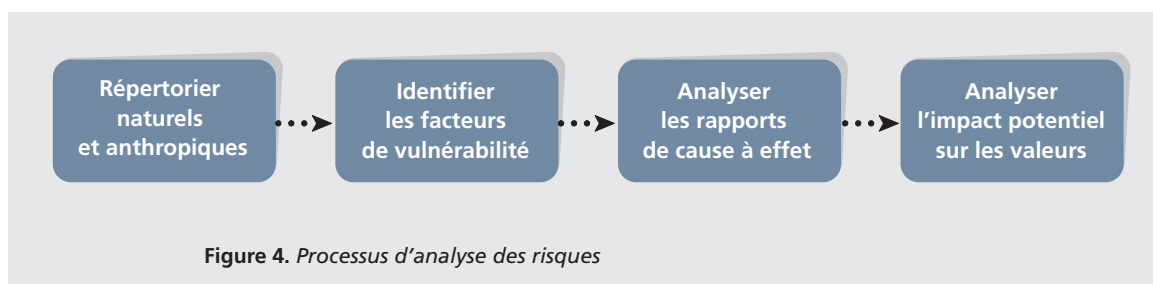 Répertorier
naturels
et anthropiques
Identifier
les facteurs
de vulnérabilité
Analyser
les rapports
de cause à effet
Analyser
l’impact potentiel
sur les valeurs
Figure 4. Processus d’analyse des risques